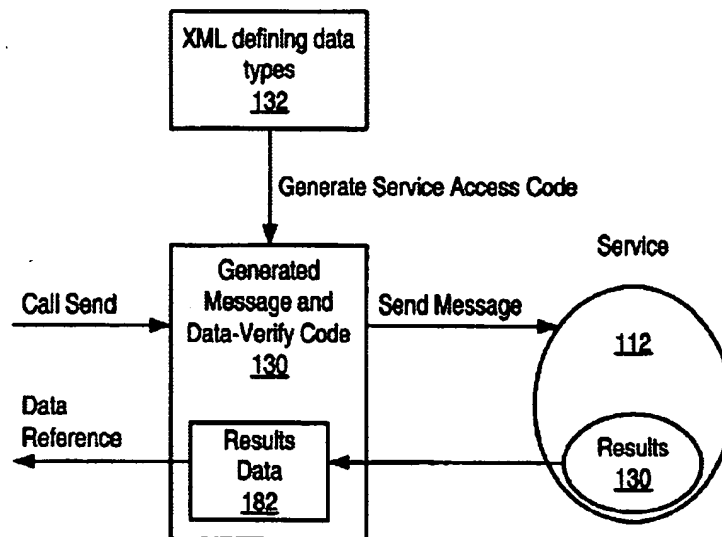 XML defining data
types
132
Generate Service Access Code
Service
Generated
Message and
Data-Verify Code
130
Call Send
Send Message
112
Data
Reference
Results
Data
182
Results
130